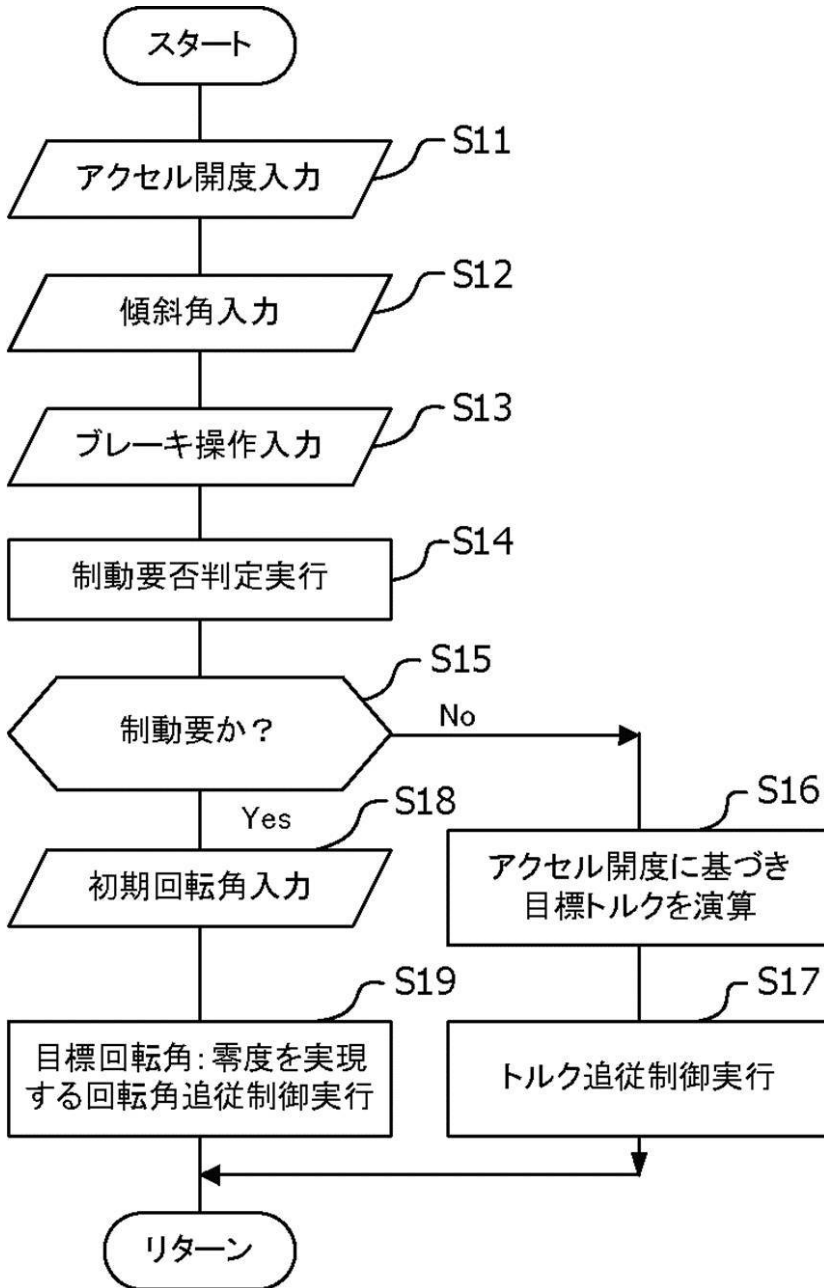 スタート
S11
アクセル開度入力
S12
傾斜角入力
S13
ブレーキ操作入力
S14
制動要否判定実行
S15
制動要か？
No
Yes
S18
初期回転角入力
S16
アクセル開度に基づき
目標トルクを演算
S19
目標回転角：零度を実現
する回転角追従制御実行
S17
トルク追従制御実行
リターン